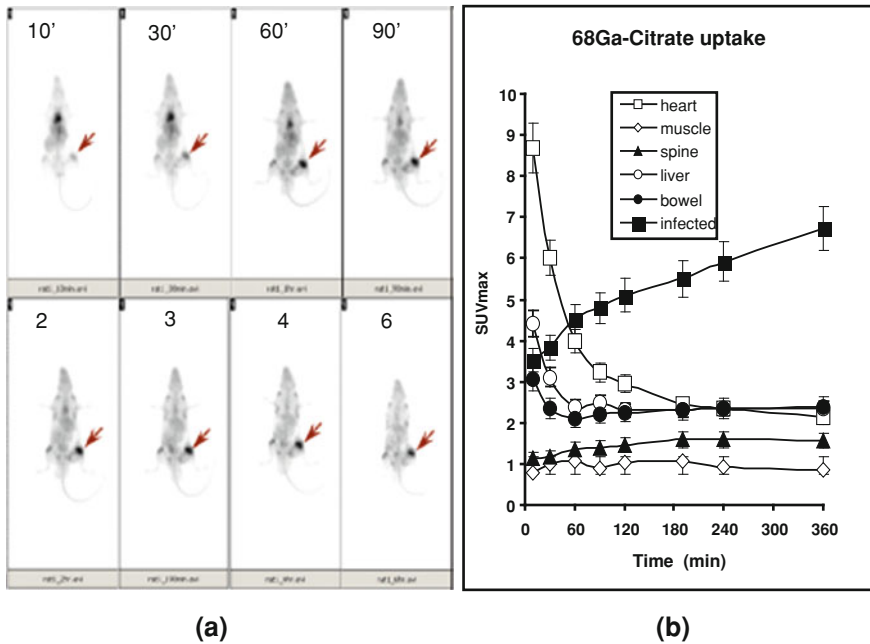 10’ 30’ 60’ 90’
2 3 4 6
(a)
68Ga-Citrate uptake
10
9
8
7
6
5
4
3
2
1
0
SUVmax
heart
muscle
spine
liver
bowel
infected
0 60 120 180 240 300 360
Time (min)
(b)